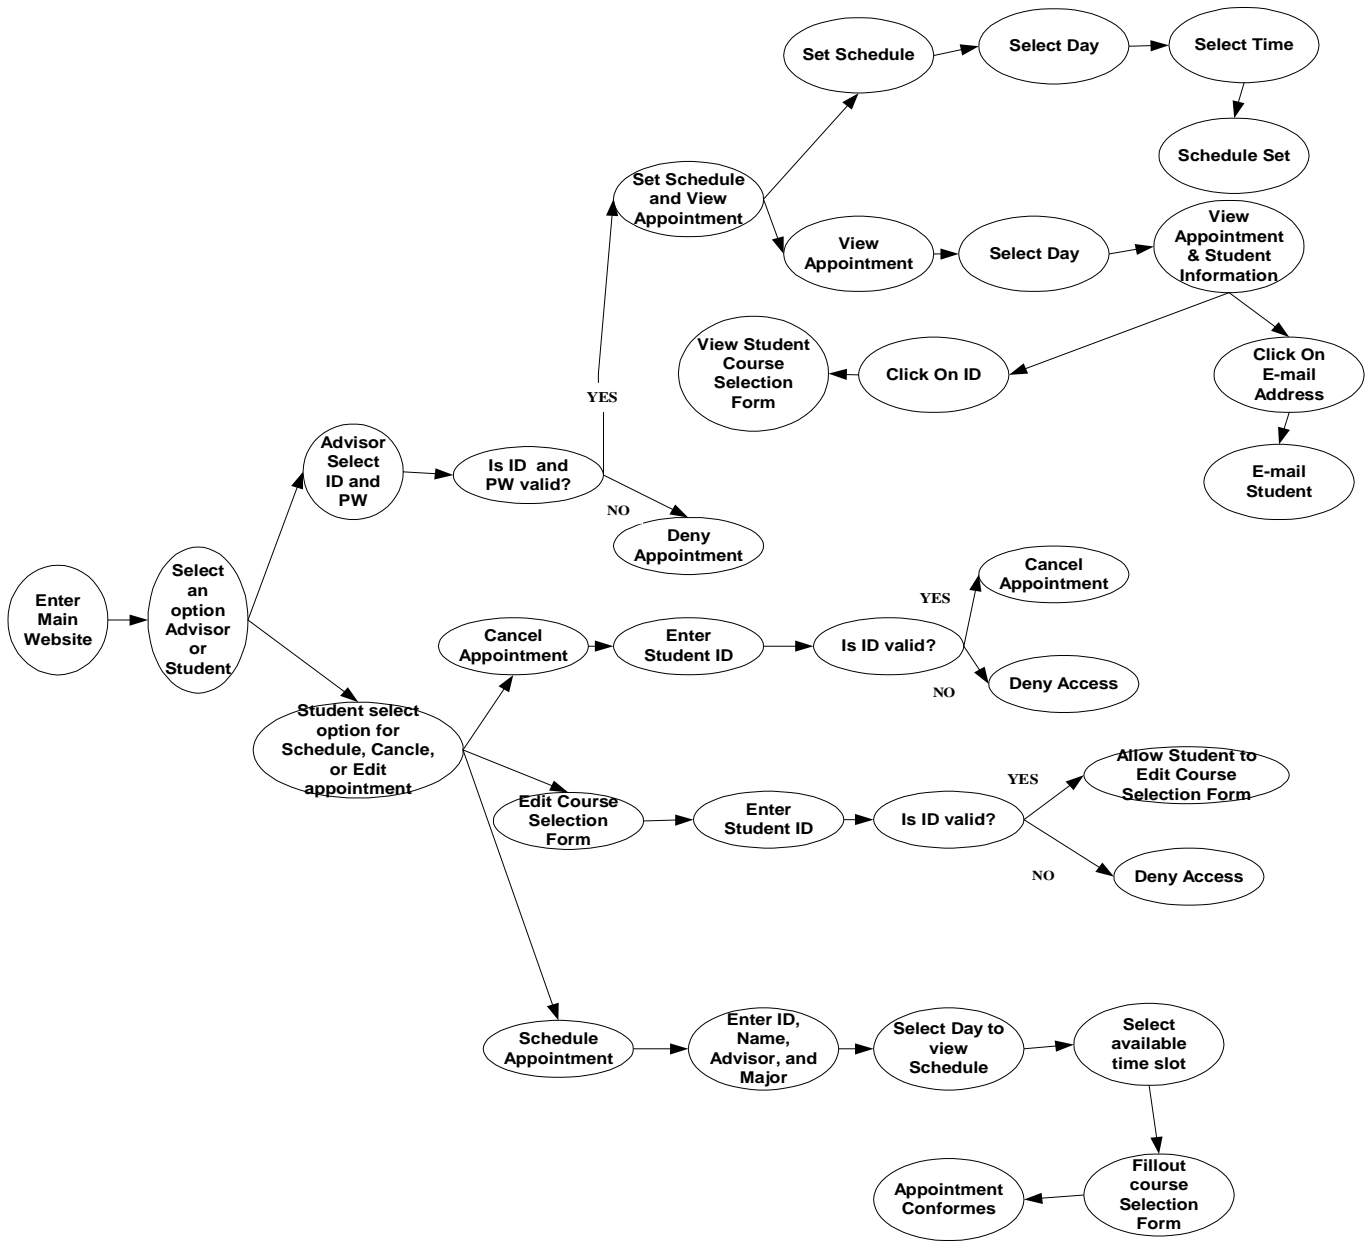 Set Schedule
Select Day
Select Time
Schedule Set
Set Schedule
and View
Appointment
View
Appointment
Select Day
View
Appointment
& Student
Information
View Student
Course
Selection
Form
Click On ID
Click On
E-mail
Address
YES
Advisor
Select
ID and
PW
Is ID  and
PW valid?
E-mail
Student
NO
Deny
Appointment
Enter
Main
Website
Select
an
option
Advisor
or
Student
Cancel
Appointment
YES
Cancel
Appointment
Enter
Student ID
Is ID valid?
NO
Deny Access
Student select
option for
Schedule, Cancle,
or Edit
appointment
Edit Course
Selection
Form
Enter
Student ID
Is ID valid?
YES
Allow Student to
Edit Course
Selection Form
NO
Deny Access
Schedule
Appointment
Enter ID,
Name,
Advisor, and
Major
Select Day to
view
Schedule
Select
available
time slot
Appointment
Conformes
Fillout
course
Selection
Form